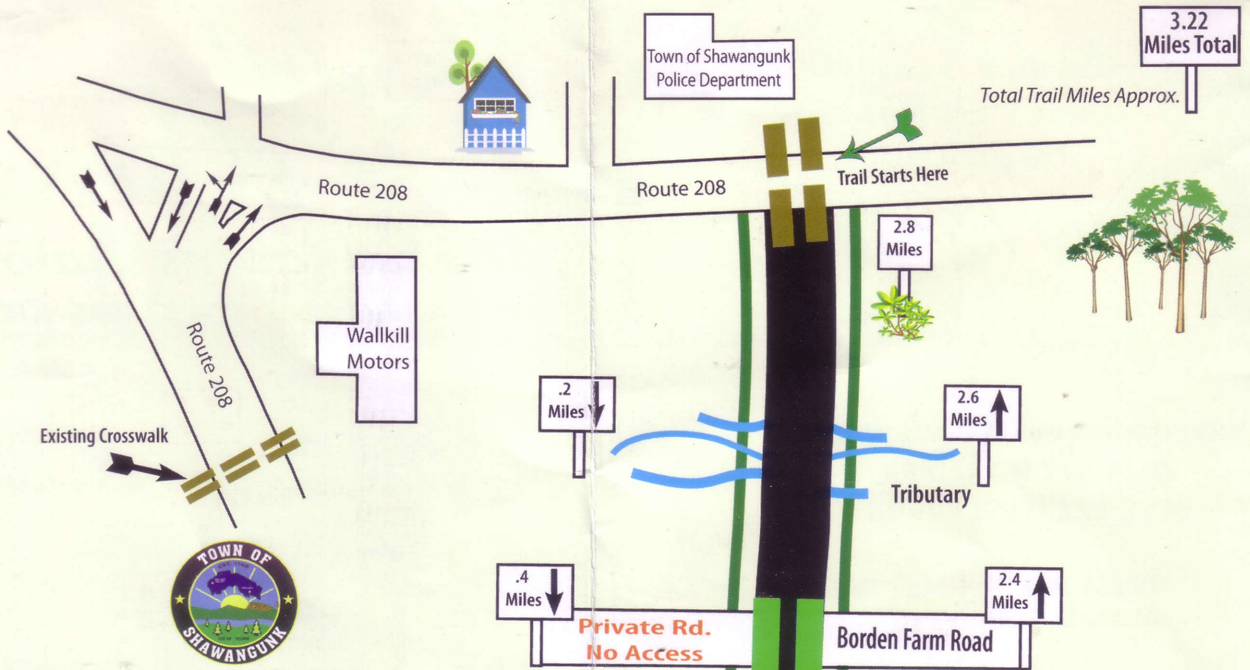 3.22
Miles Total
Total Trail Miles Approx.
Town of Shawangunk
Police Department
Route 208
Route 208
Trail Starts Here
2.8
Miles
Wallkill
Motors
Route 208
Existing Crosswalk
.2
Miles
2.6
Miles
Tributary
TOWN OF
SHAWANGUNK
.4
Miles
2.4
Miles
Private Rd.
No Access
Borden Farm Road